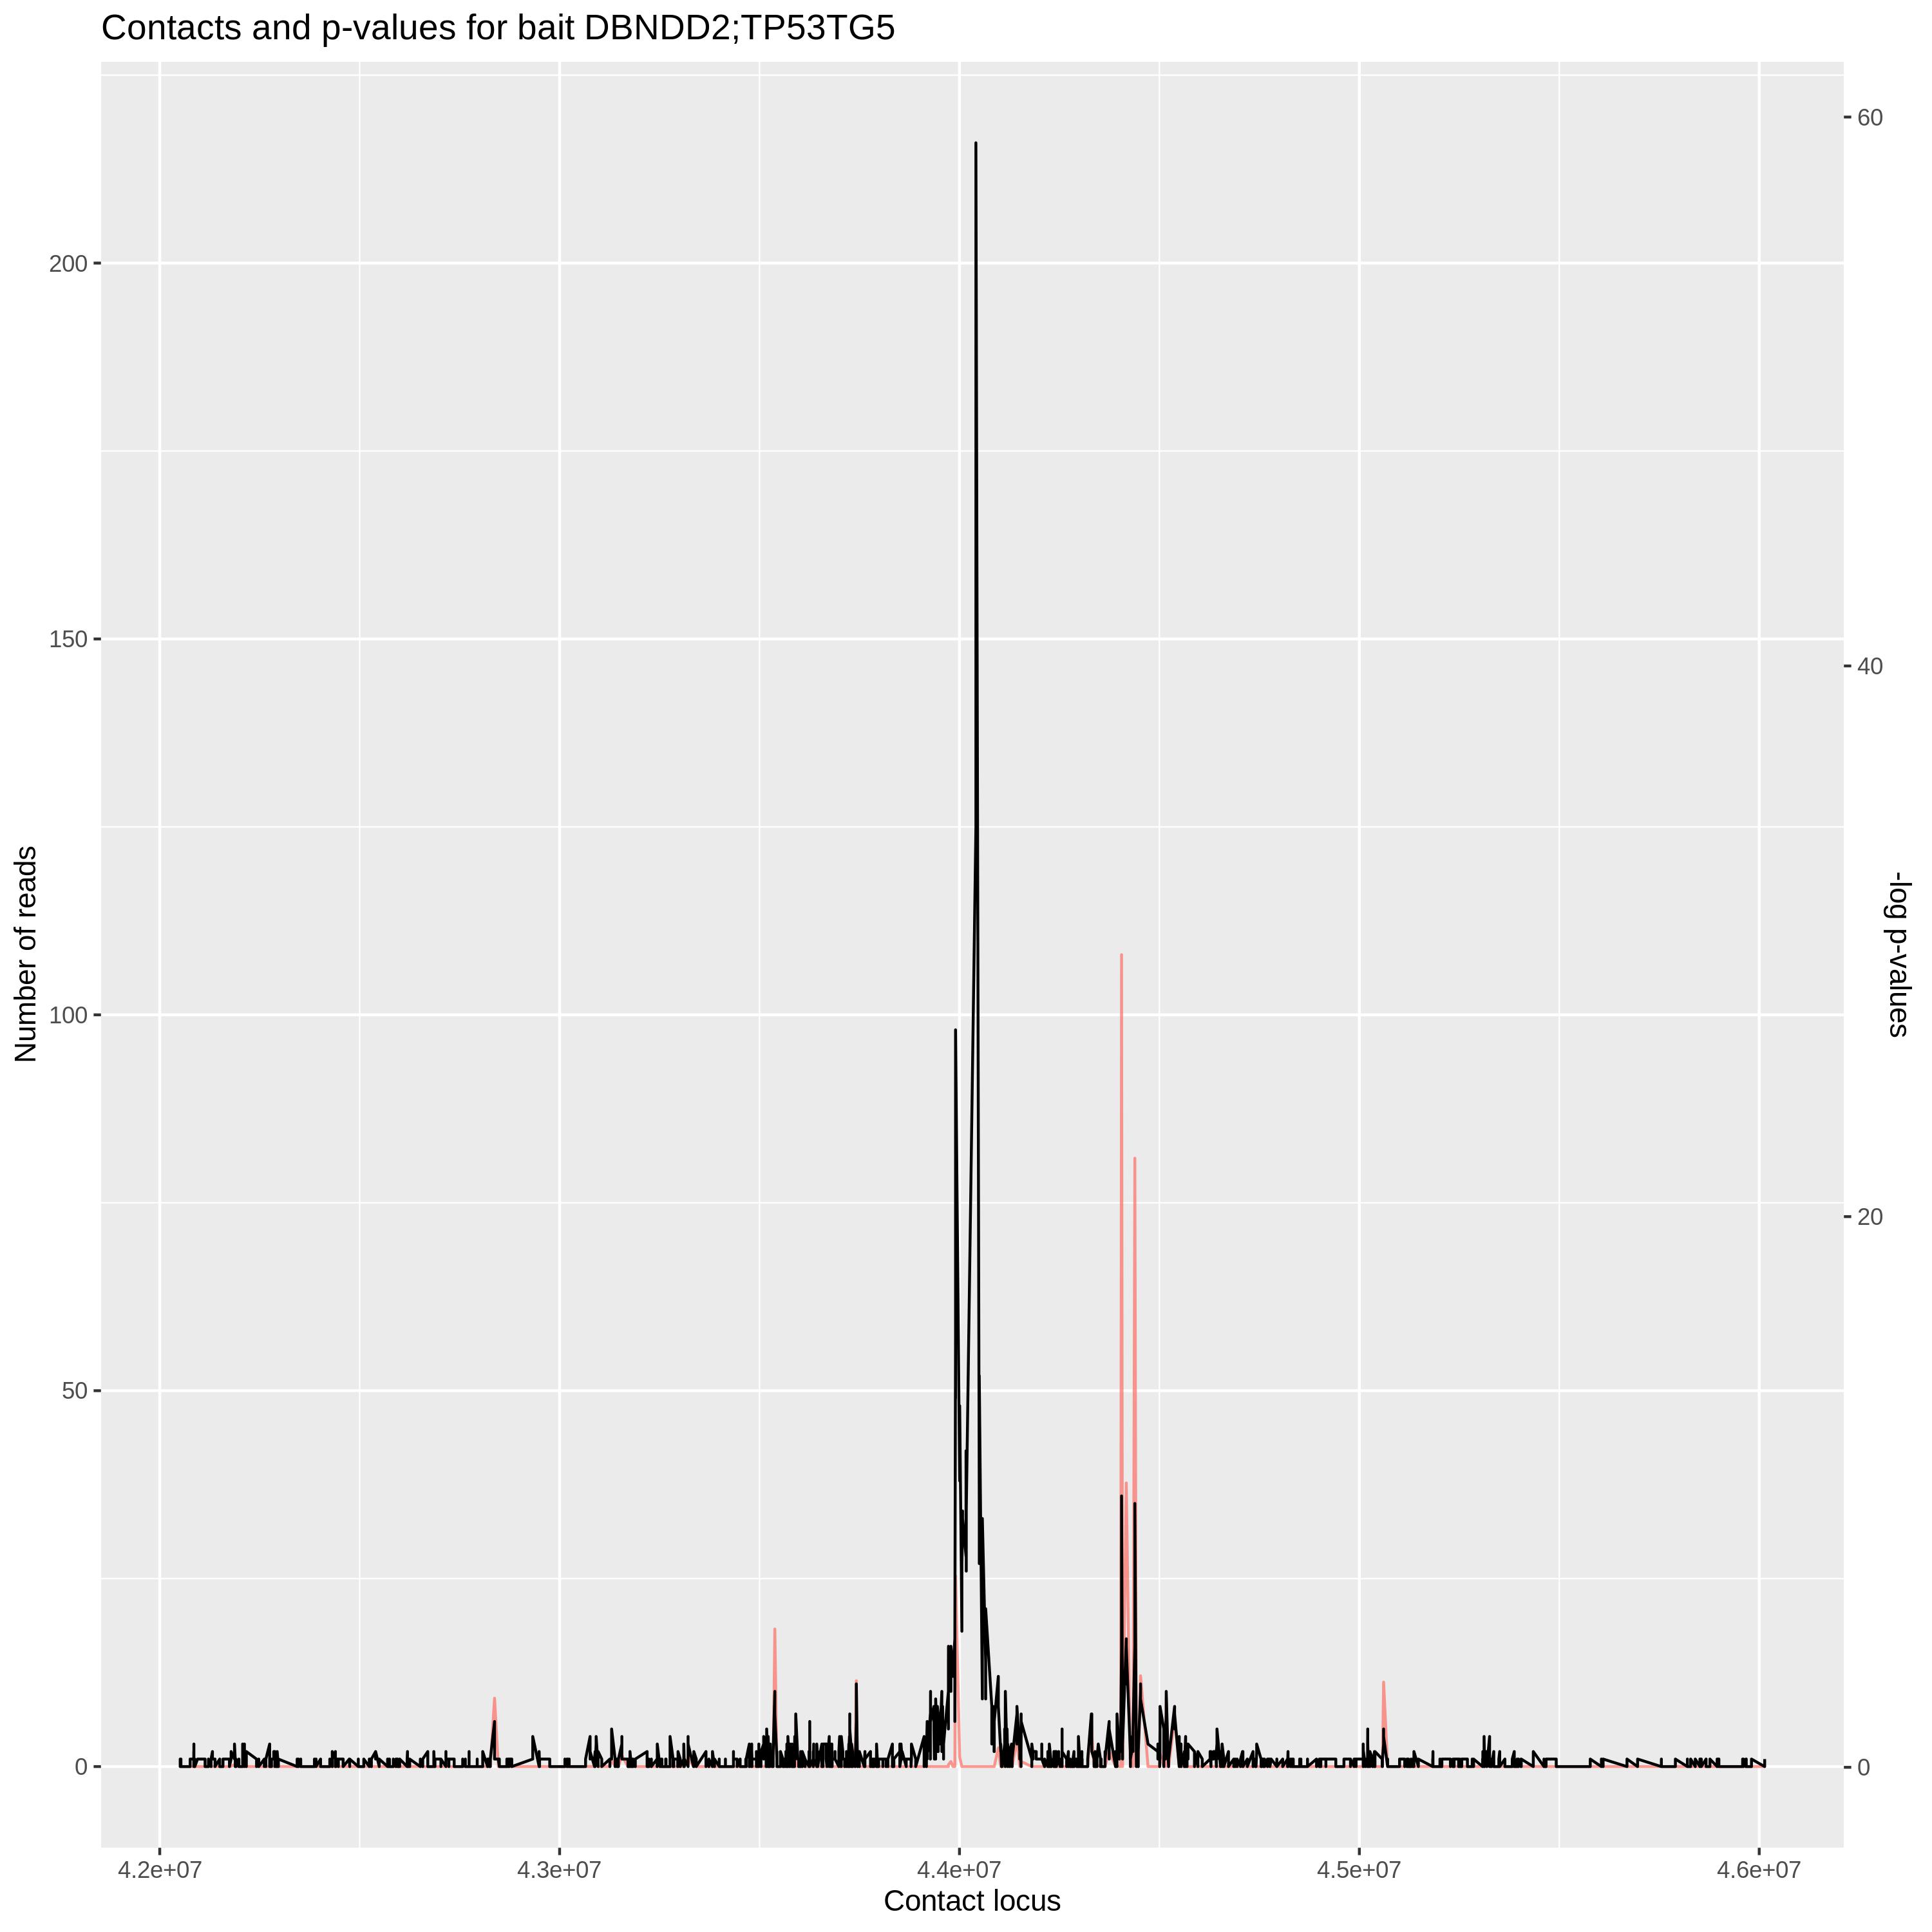 Contacts and p-values for bait DBNDD2;TP53TG5
Number of reads
200
150
100
50
0
60
40
20
0
-log p-values
4.2e+07
4.3e+07
4.4e+07
4.5e+07
4.6e+07
Contact locus